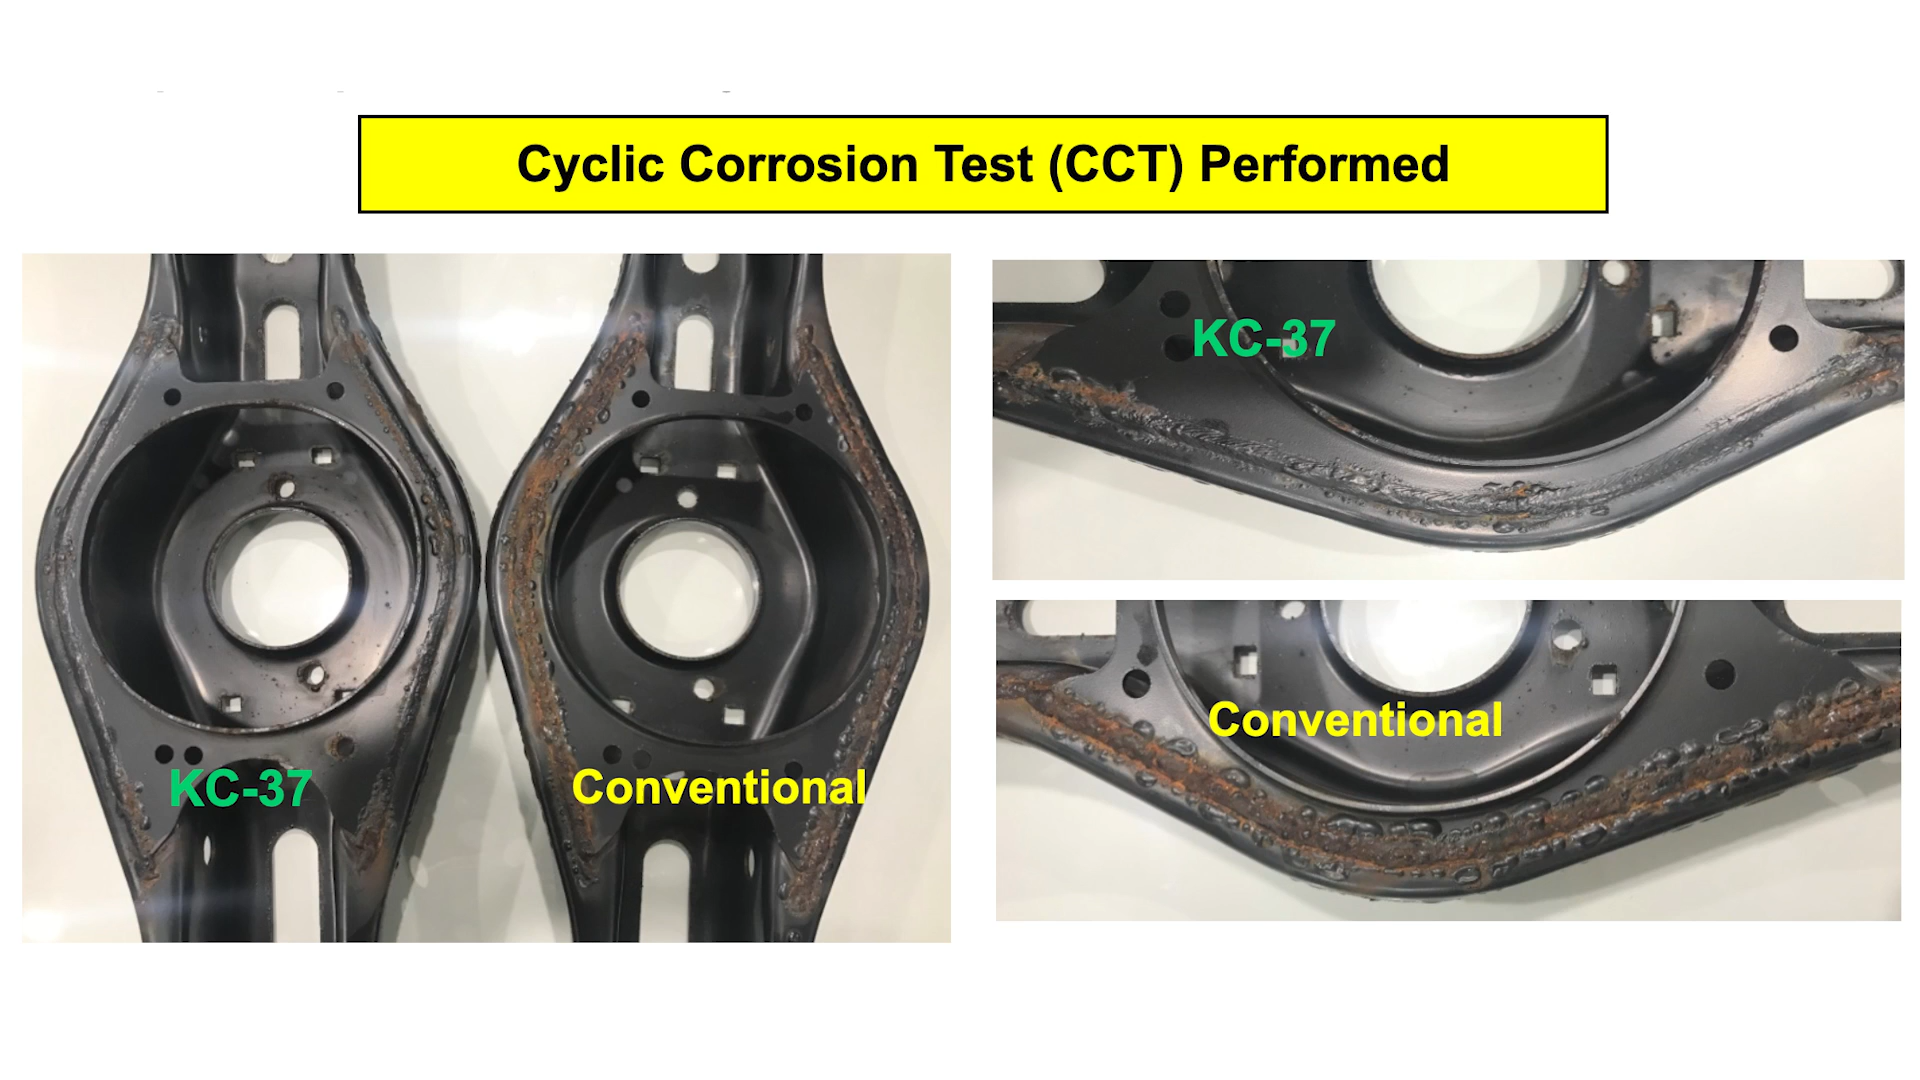 Cyclic Corrosion Test (CCT) Performed
KC-37
Conventional
KC-37
Conventional